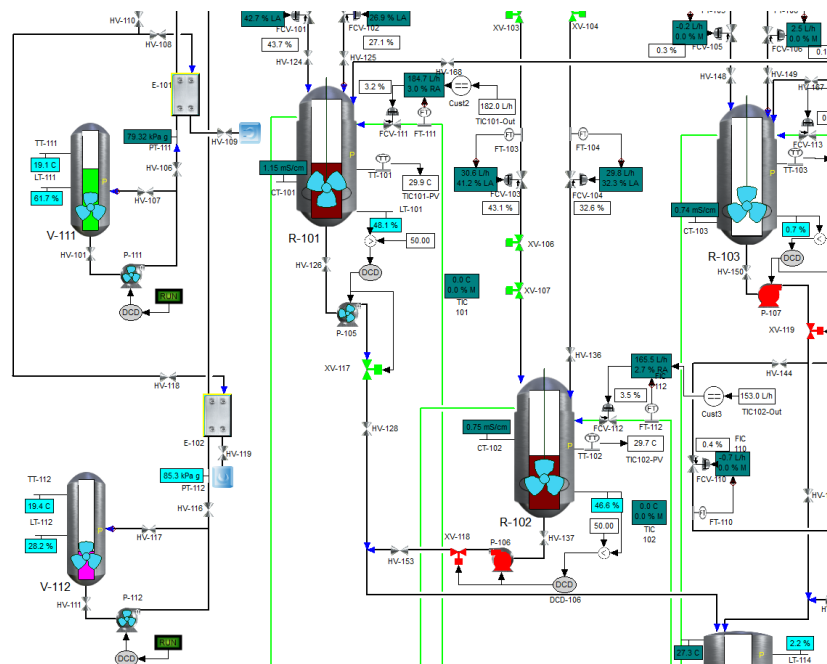 HV-110
HV-108
E-101
HV-109
79.32 kPa g
PT-111
TT-111
19.1 C
LT-111
61.7 %
P
HV-106
HV-107
V-111
HV-101
P-111
DCD
RUN
HV-118
E-102
HV-119
85.3 kPa g
PT-112
HV-116
TT-112
19.4 C
LT-112
28.2 %
P
HV-117
V-112
HV-111
P-112
DCD
RUN
42.7 % LA
FCV-101
43.7 %
HV-124
26.9 % LA
FCV-102
27.1 %
HV-125
HV-168
3.2 %
184.7 L/h
3.0 % RA
Cust2
182.0 L/h
TIC101-Out
FCV-111
FT-111
1.15 mS/cm
CT-101
P
TT
TT-101
29.9 C
TIC101-PV
LT-101
48.1 %
R-101
>
50.00
DCD
HV-126
P-105
XV-117
HV-128
0.0 C
0.0 % M
TIC
101
XV-103
XV-104
FT
FT-103
30.6 L/h
41.2 % LA
FCV-103
43.1 %
FT
FT-104
29.8 L/h
32.3 % LA
FCV-104
32.6 %
XV-106
XV-107
HV-136
165.5 L/h
2.7 % RA
FIC
112
3.5 %
FT
FCV-112
FT-112
Cust3
153.0 L/h
TIC102-Out
0.75 mS/cm
CT-102
P
TT
TT-102
29.7 C
TIC102-PV
46.6 %
R-102
50.00
<
0.0 C
0.0 % M
TIC
102
HV-137
P-106
XV-118
HV-153
DCD
DCD-106
-0.2 L/h
0.0 % M
FCV-105
0.3 %
HV-148
2.5 L/h
0.0 % M
FCV-106
HV-149
FCV-113
P
TT
TT-103
0.74 mS/cm
CT-103
0.7 %
<
R-103
DCD
HV-150
P-107
XV-119
HV-144
0.4 %
FIC
110
-0.7 L/h
0.0 % M
FCV-110
FT
FT-110
27.3 C
P
2.2 %
LT-114